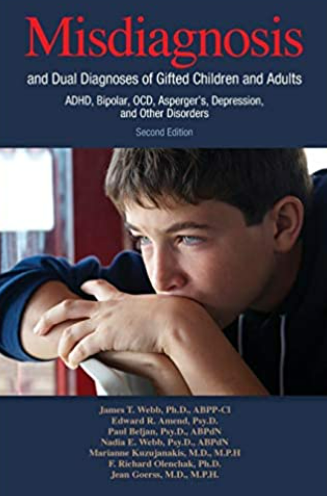 Misdiagnosis
and Dual Diagnoses of Gifted Children and Adults
ADHD, Bipolar, OCD, Asperger's, Depression,
and Other Disorders
Second Edition
James T. Webb, Ph.D., ABPP-Cl
Edward R. Amend, Psy.D.
Paul Beljan, Psy.D., ABPdN
Nadia E. Webb, Psy.D., ABPdN
Marianne Kuzujanakis, M.D., M.P.H
F. Richard Olenchak, Ph.D.
Jean Goerss, M.D., M.P.H.